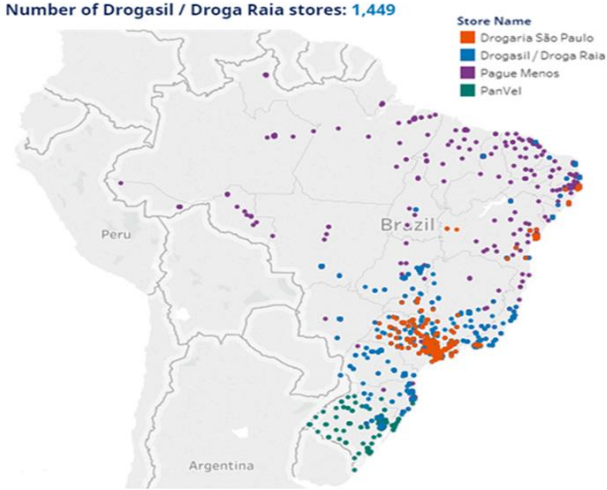 Number of Drogasil / Droga Raia stores: 1,449
Store Name
Drogaria São Paulo
Drogasil / Droga Raia
Pague Menos
PanVel
Brazil
Peru
Argentina